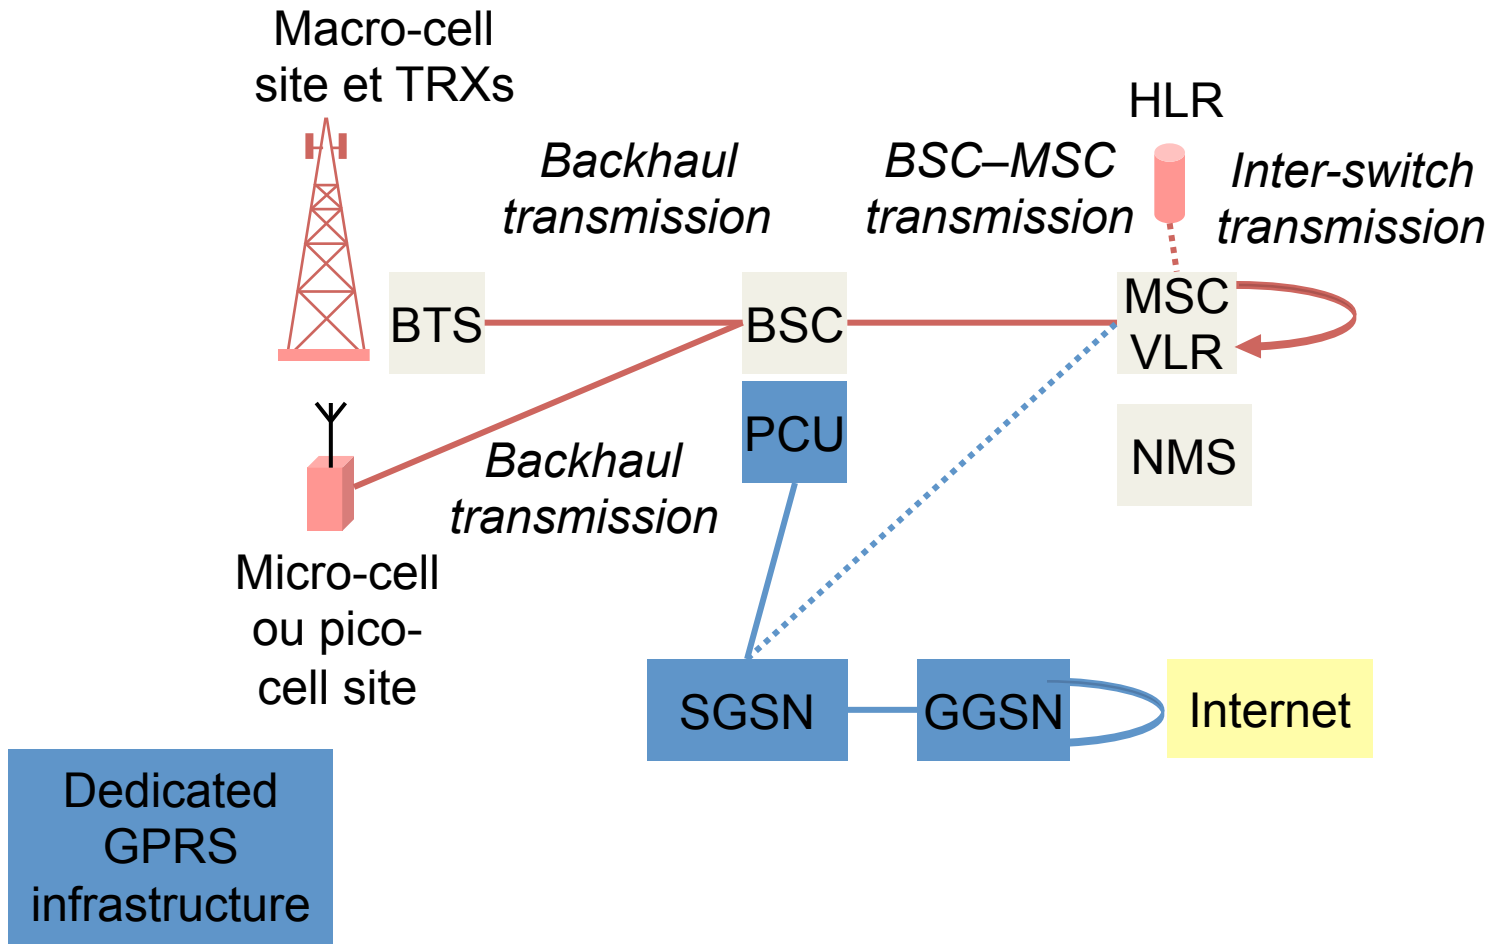 Macro-cell
site et TRXs
HLR
Backhaul
transmission
BSC–MSC
transmission
Inter-switch
transmission
BTS
BSC
MSC
VLR
PCU
NMS
Backhaul
transmission
Micro-cell
ou pico-
cell site
SGSN
GGSN
Internet
Dedicated
GPRS
infrastructure